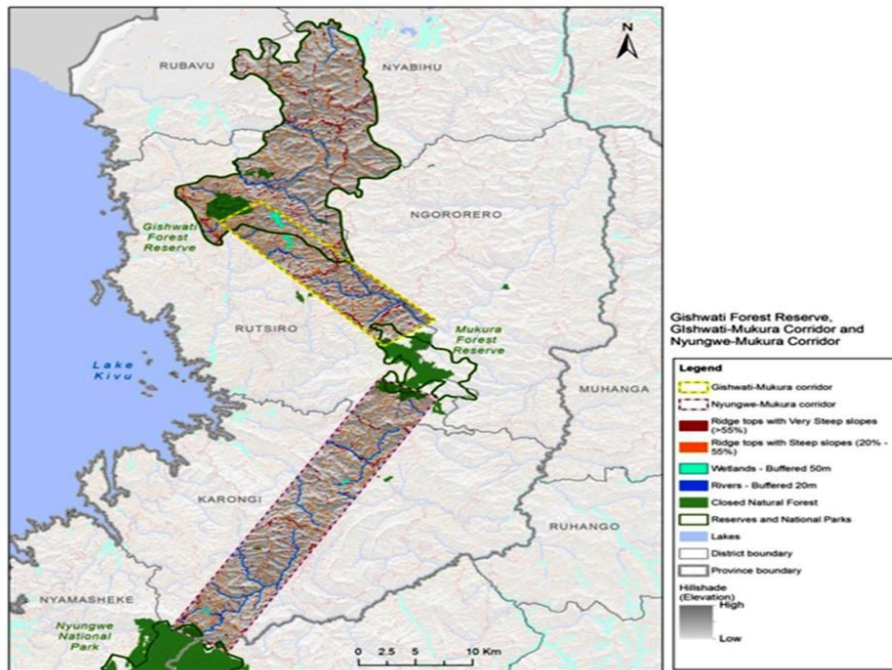 N
RUBAVU
NYABIHU
NGORORERO
Gishwati
Forest
Reserve
RUTSIRO
Mukura
Forest
Reserve
Lake
Kivu
MUHANGA
KARONGI
RUHANGO
NYAMASHEKE
Nyungwe
National
Park
0 2.5 5 10 Km
Gishwati Forest Reserve,
GIshwati-Mukura Corridor and
Nyungwe-Mukura Corridor
Legend
Gishwati-Mukura corridor
Nyungwe-Mukura corridor
Ridge tops with Very Steep slopes
(>55%)
Ridge tops with Steep slopes (20% -
55%)
Wetlands - Buffered 50m
Rivers - Buffered 20m
Closed Natural Forest
Reserves and National Parks
Lakes
District boundary
Province boundary
Hillshade
(Elevation)
High
Low